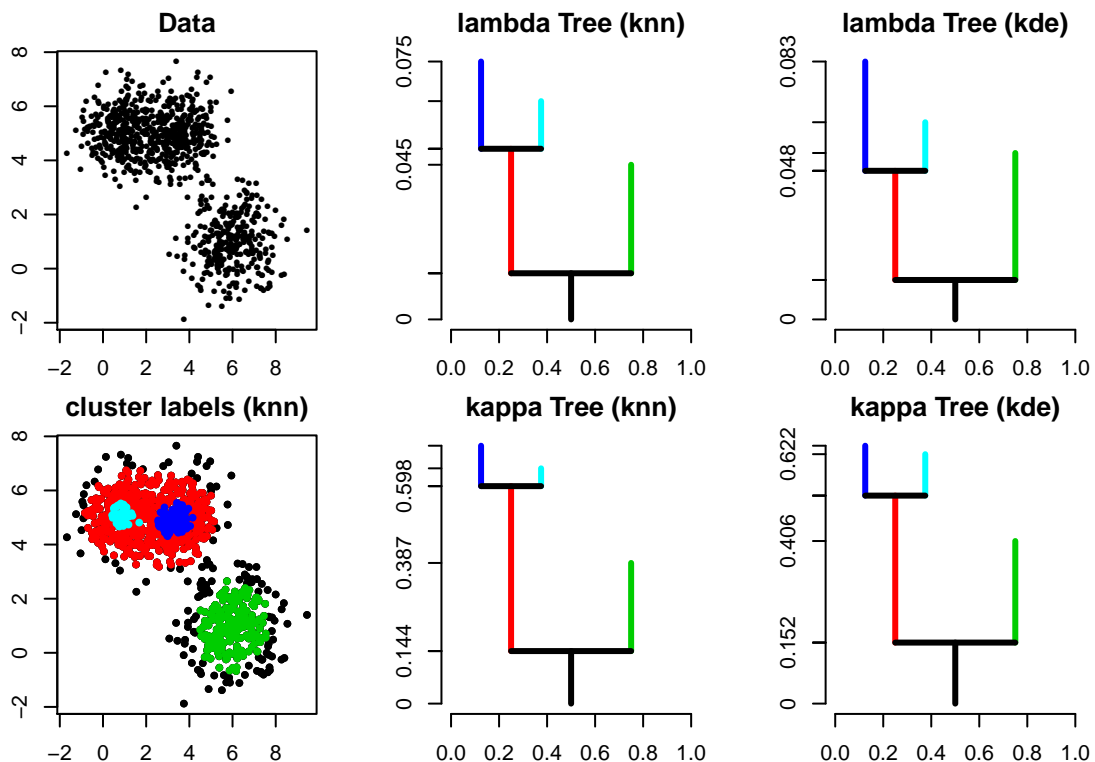 Data
8
6
4
2
0
−2
−2 0 2 4 6 8
lambda Tree (knn)
0.075
0.045
0
0.0 0.2 0.4 0.6 0.8 1.0
lambda Tree (kde)
0.083
0.048
0
0.0 0.2 0.4 0.6 0.8 1.0
cluster labels (knn)
8
6
4
2
0
−2
−2 0 2 4 6 8
kappa Tree (knn)
0.598
0.387
0.144
0
0.0 0.2 0.4 0.6 0.8 1.0
kappa Tree (kde)
0.622
0.406
0.152
0
0.0 0.2 0.4 0.6 0.8 1.0